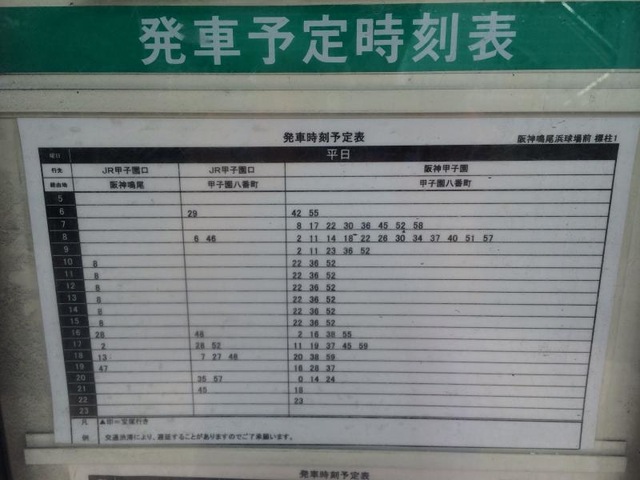 発車予定時刻表
発車時刻予定表
阪神鳴尾浜球場前 標柱1
曜日 平日
行先 JR甲子園口 JR甲子園口 阪神甲子園
経由地 阪神鳴尾 甲子園八番町 甲子園八番町
5
6 29 42 55
7 8 17 22 30 36 45 52 58
8 6 46 2 11 14 18 22 26 30 34 37 40 51 57
9 2 11 23 36 52
10 8 22 36 52
11 8 22 36 52
12 8 22 36 52
13 8 22 36 52
14 8 22 36 52
15 8 22 36 52
16 28 48 2 16 38 55
17 2 28 52 11 19 37 45 59
18 13 7 27 48 20 38 59
19 47 16 28 37
20 35 57 0 14 24
21 45 18
22 23
23
凡 ▲印=宝塚行き
例 交通渋滞により、遅延することがありますのでご了承願います。
発車時刻予定表